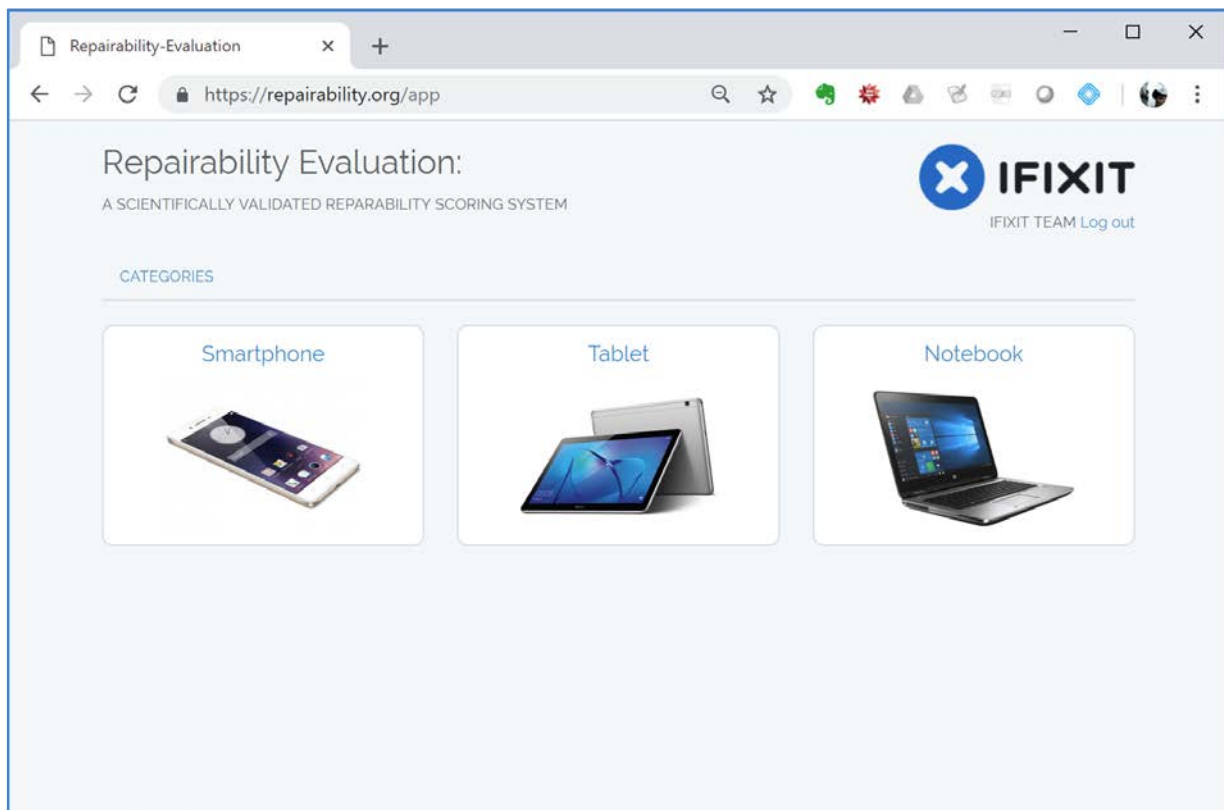 Repairability-Evaluation
https://repairability.org/app
Repairability Evaluation:
IFIXIT
A SCIENTIFICALLY VALIDATED REPARABILITY SCORING SYSTEM
IFIXIT TEAM Log out
CATEGORIES
Smartphone Tablet Notebook